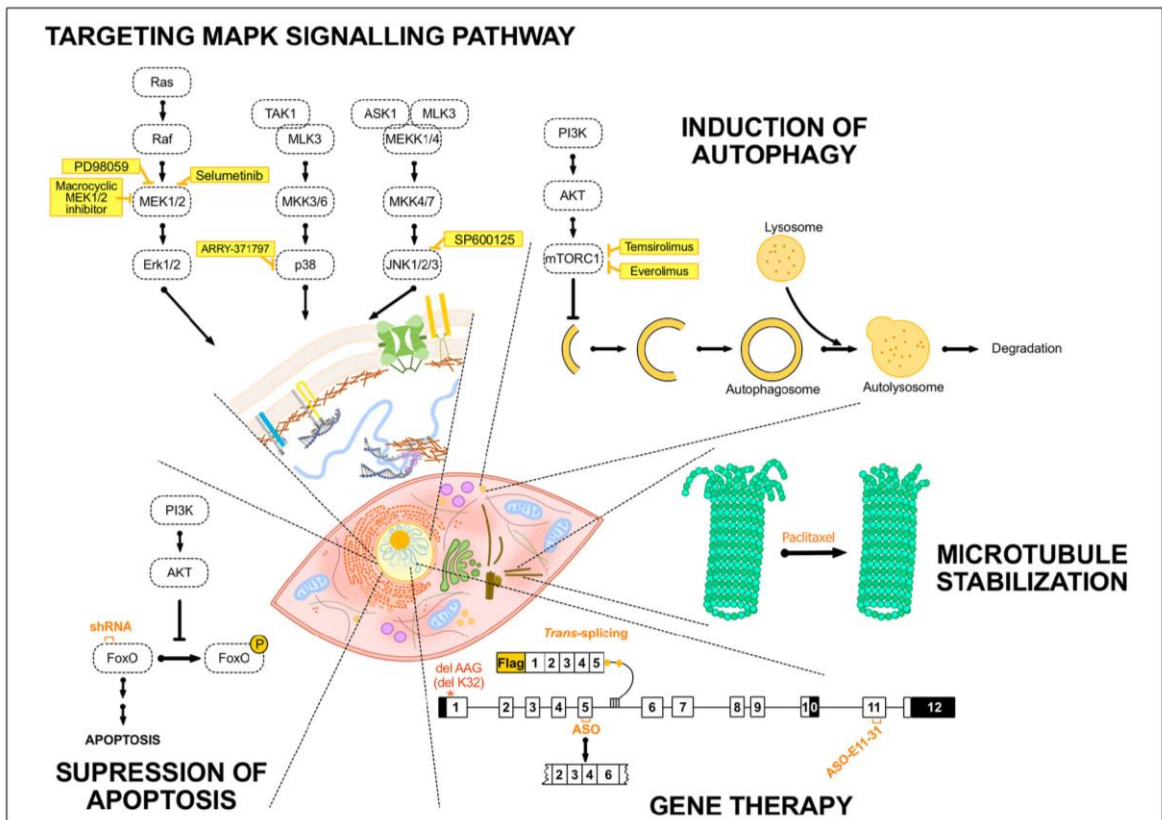 TARGETING MAPK SIGNALLING PATHWAY
Ras
Raf
PD98059
Selumetinib
Macrocyclic
MEK1/2
inhibitor
MEK1/2
Erk1/2
TAK1
MLK3
MKK3/6
ARRY-371797
p38
ASK1
MLK3
MEKK1/4
MKK4/7
SP600125
JNK1/2/3
INDUCTION OF
AUTOPHAGY
PI3K
AKT
mTORC1
Temsirolimus
Everolimus
Lysosome
Autophagosome
Autolysosome
Degradation
PI3K
AKT
shRNA
FoxO
FoxO
P
APOPTOSIS
SUPRESSION OF
APOPTOSIS
Paclitaxel
MICROTUBULE
STABILIZATION
Trans-splicing
Flag 1 2 3 4 5
del AAG
(del K32)
*
1 2 3 4 5 6 7 8 9 10 11 12
ASO
ASO-E11-31
2 3 4 6
GENE THERAPY